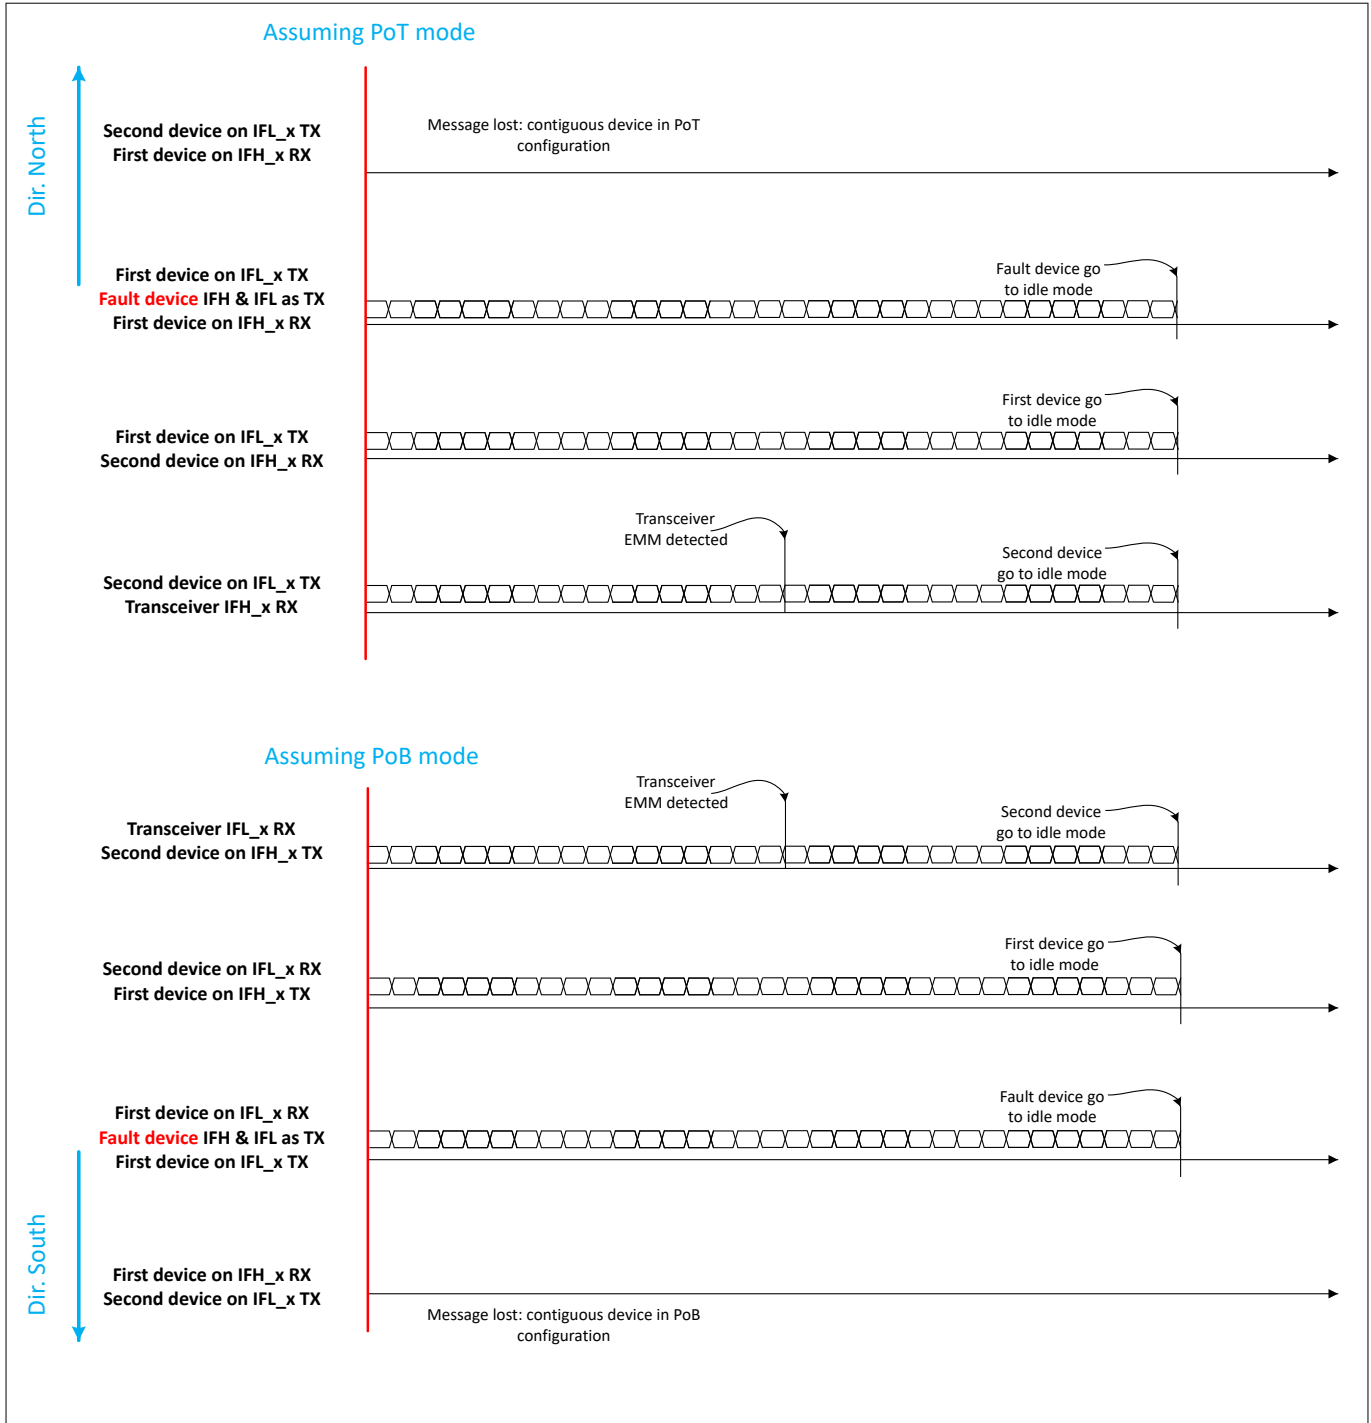 Assuming PoT mode
Dir. North
Second device on IFL_x TX
First device on IFH_x RX
Message lost: contiguous device in PoT
configuration
First device on IFL_x TX
Fault device IFH & IFL as TX
First device on IFH_x RX
Fault device go
to idle mode
First device on IFL_x TX
Second device on IFH_x RX
First device go
to idle mode
Second device on IFL_x TX
Transceiver IFH_x RX
Transceiver
EMM detected
Second device
go to idle mode
Assuming PoB mode
Transceiver IFL_x RX
Second device on IFH_x TX
Transceiver
EMM detected
Second device
go to idle mode
Second device on IFL_x RX
First device on IFH_x TX
First device go
to idle mode
First device on IFL_x RX
Fault device IFH & IFL as TX
First device on IFL_x TX
Fault device go
to idle mode
Dir. South
First device on IFH_x RX
Second device on IFL_x TX
Message lost: contiguous device in PoB
configuration